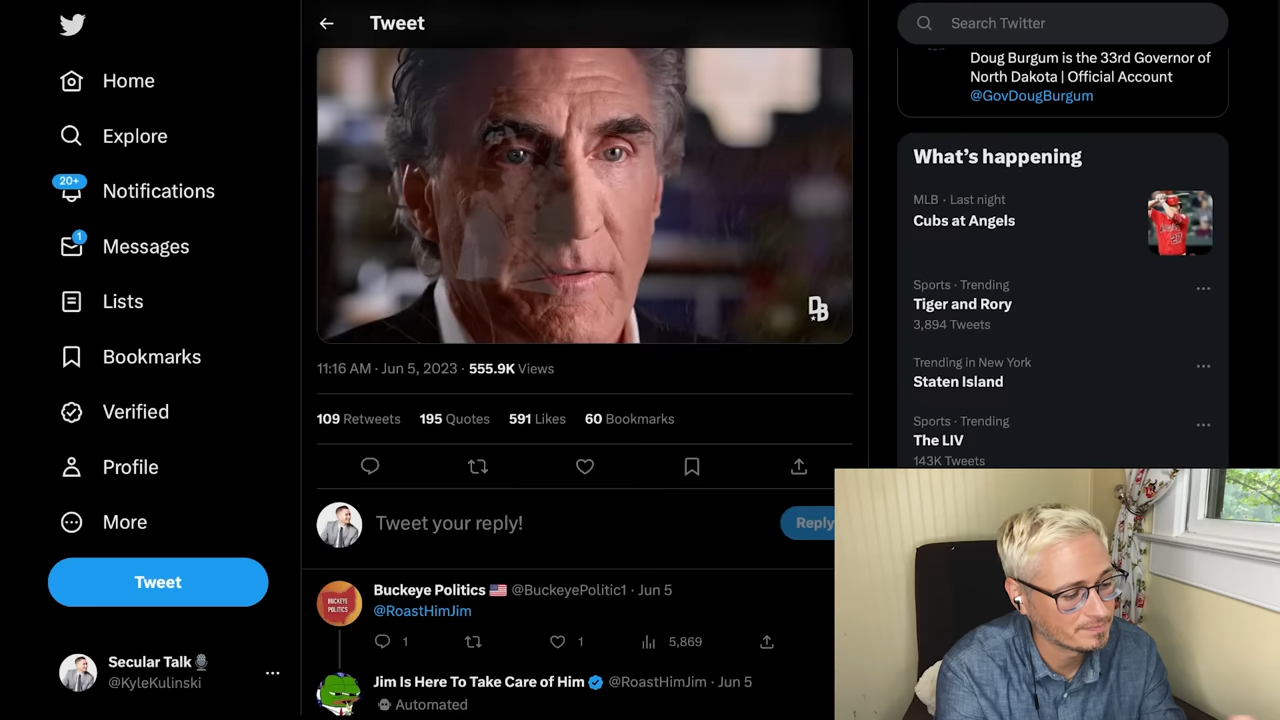 Tweet
Search Twitter
Home
Explore
20+
Notifications
1
Messages
Lists
Bookmarks
Verified
Profile
More
Tweet
Secular Talk
@KyleKulinski
DB
11:16 AM · Jun 5, 2023 · 555.9K Views
109 Retweets 195 Quotes 591 Likes 60 Bookmarks
Tweet your reply!
Reply
Buckeye Politics 🇺🇸 @BuckeyePolitic1 · Jun 5
@RoastHimJim
1 1 5,869
BUCKEYE
POLITICS
Jim Is Here To Take Care of Him @RoastHimJim · Jun 5
Automated
Doug Burgum is the 33rd Governor of
North Dakota | Official Account
@GovDougBurgum
What's happening
MLB · Last night
Cubs at Angels
Sports · Trending
Tiger and Rory
3,894 Tweets
Trending in New York
Staten Island
Sports · Trending
The LIV
143K Tweets